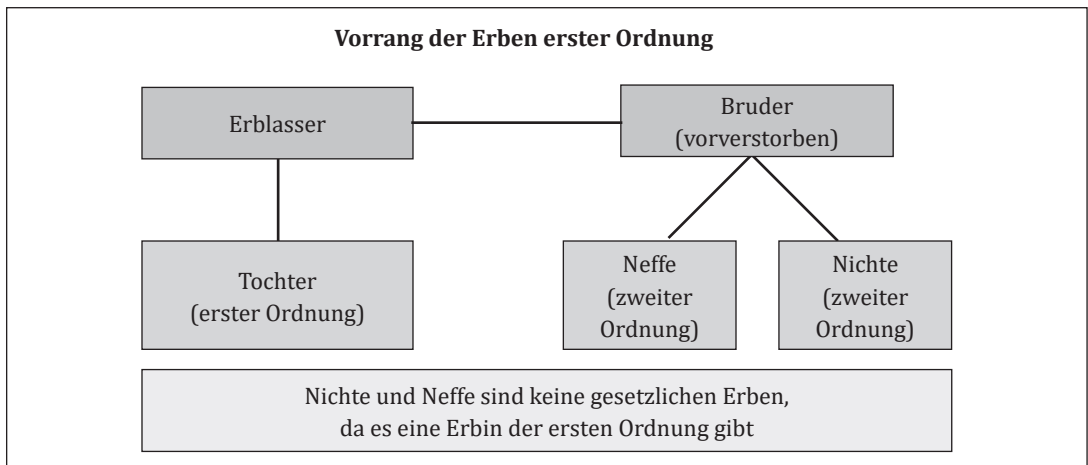 Vorrang der Erben erster Ordnung
Erblasser
Bruder
(vorverstorben)
Tochter
(erster Ordnung)
Neffe
(zweiter
Ordnung)
Nichte
(zweiter
Ordnung)
Nichte und Neffe sind keine gesetzlichen Erben,
da es eine Erbin der ersten Ordnung gibt